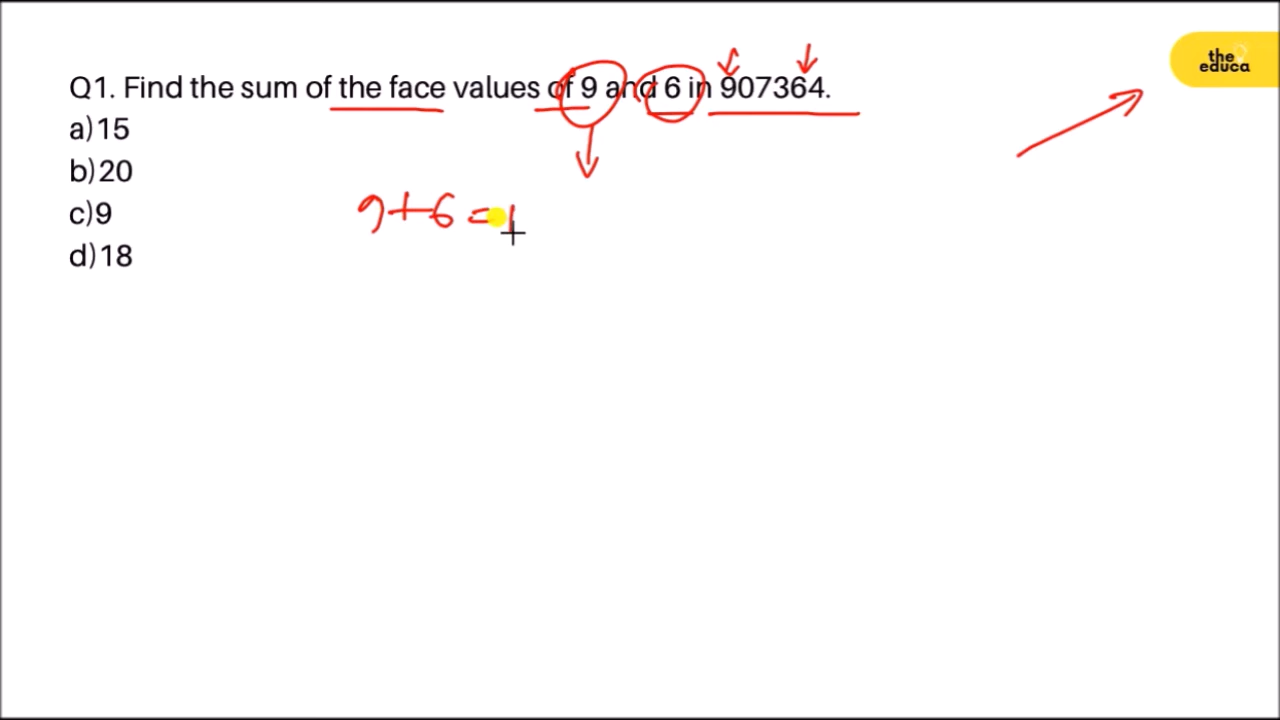 Q1. Find the sum of the face values of 9 and 6 in 907364.
a)15
b)20
c)9
d)18
9+6=1
the
educa